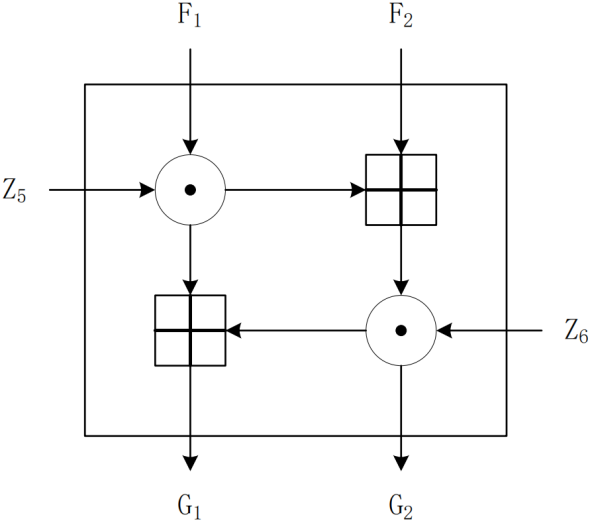 F₁ F₂
Z₅
Z₆
G₁ G₂